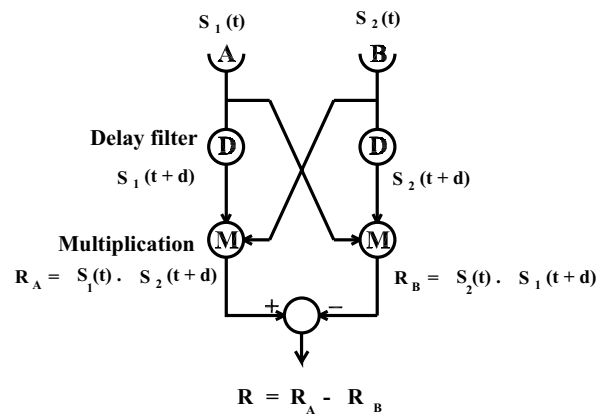 S 1 (t) S 2 (t)
A B
Delay filter D D
S 1 (t + d) S 2 (t + d)
Multiplication M M
R A = S 1 (t) . S 2 (t + d) R B = S 2 (t) . S 1 (t + d)
+ −
R = R A - R B